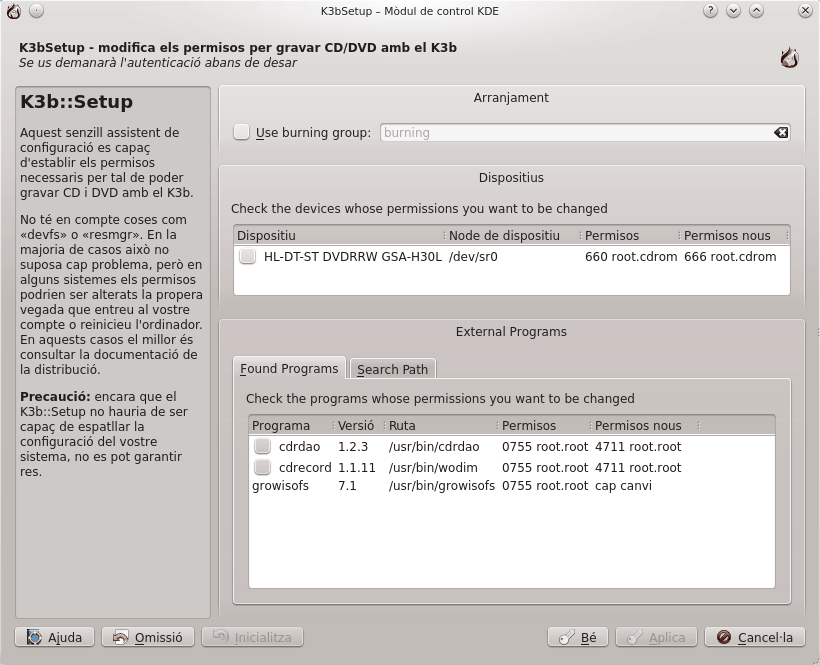 K3bSetup – Mòdul de control KDE
K3bSetup - modifica els permisos per gravar CD/DVD amb el K3b
Se us demanarà l'autenticació abans de desar
K3b::Setup
Aquest senzill assistent de
configuració es capaç
d'establir els permisos
necessaris per tal de poder
gravar CD i DVD amb el K3b.
No té en compte coses com
«devfs» o «resmgr». En la
majoria de casos això no
suposa cap problema, però en
alguns sistemes els permisos
podrien ser alterats la propera
vegada que entreu al vostre
compte o reinicieu l'ordinador.
En aquests casos el millor és
consultar la documentació de
la distribució.
Precaució: encara que el
K3b::Setup no hauria de ser
capaç de espatllar la
configuració del vostre
sistema, no es pot garantir
res.
Arranjament
Use burning group: burning
Dispositius
Check the devices whose permissions you want to be changed
Dispositiu Node de dispositiu Permisos Permisos nous
HL-DT-ST DVDRRW GSA-H30L /dev/sr0 660 root.cdrom 666 root.cdrom
External Programs
Found Programs Search Path
Check the programs whose permissions you want to be changed
Programa Versió Ruta Permisos Permisos nous
cdrdao 1.2.3 /usr/bin/cdrdao 0755 root.root 4711 root.root
cdrecord 1.1.11 /usr/bin/wodim 0755 root.root 4711 root.root
growisofs 7.1 /usr/bin/growisofs 0755 root.root cap canvi
Ajuda Omissió Inicialitza Bé Aplica Cancel·la